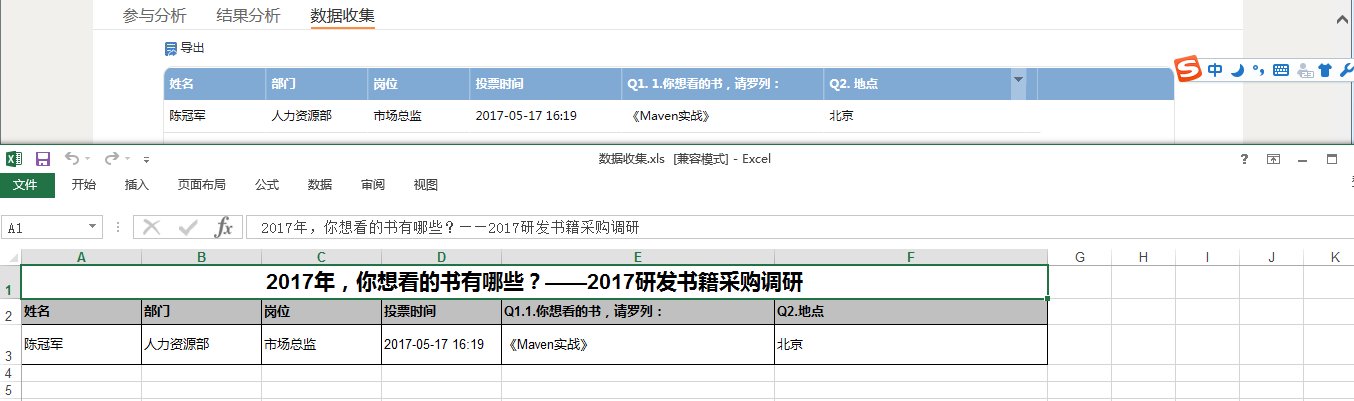 参与分析 结果分析 数据收集
导出
姓名 部门 岗位 投票时间 Q1. 1.你想看的书，请罗列： Q2. 地点
陈冠军 人力资源部 市场总监 2017-05-17 16:19 《Maven实战》 北京
中
数据收集.xls [兼容模式] - Excel
文件 开始 插入 页面布局 公式 数据 审阅 视图
A1 fx 2017年，你想看的书有哪些？——2017研发书籍采购调研
A B C D E F G H I J K
1 2017年，你想看的书有哪些？——2017研发书籍采购调研
2 姓名 部门 岗位 投票时间 Q1.1.你想看的书，请罗列： Q2.地点
3 陈冠军 人力资源部 市场总监 2017-05-17 16:19 《Maven实战》 北京
4
5